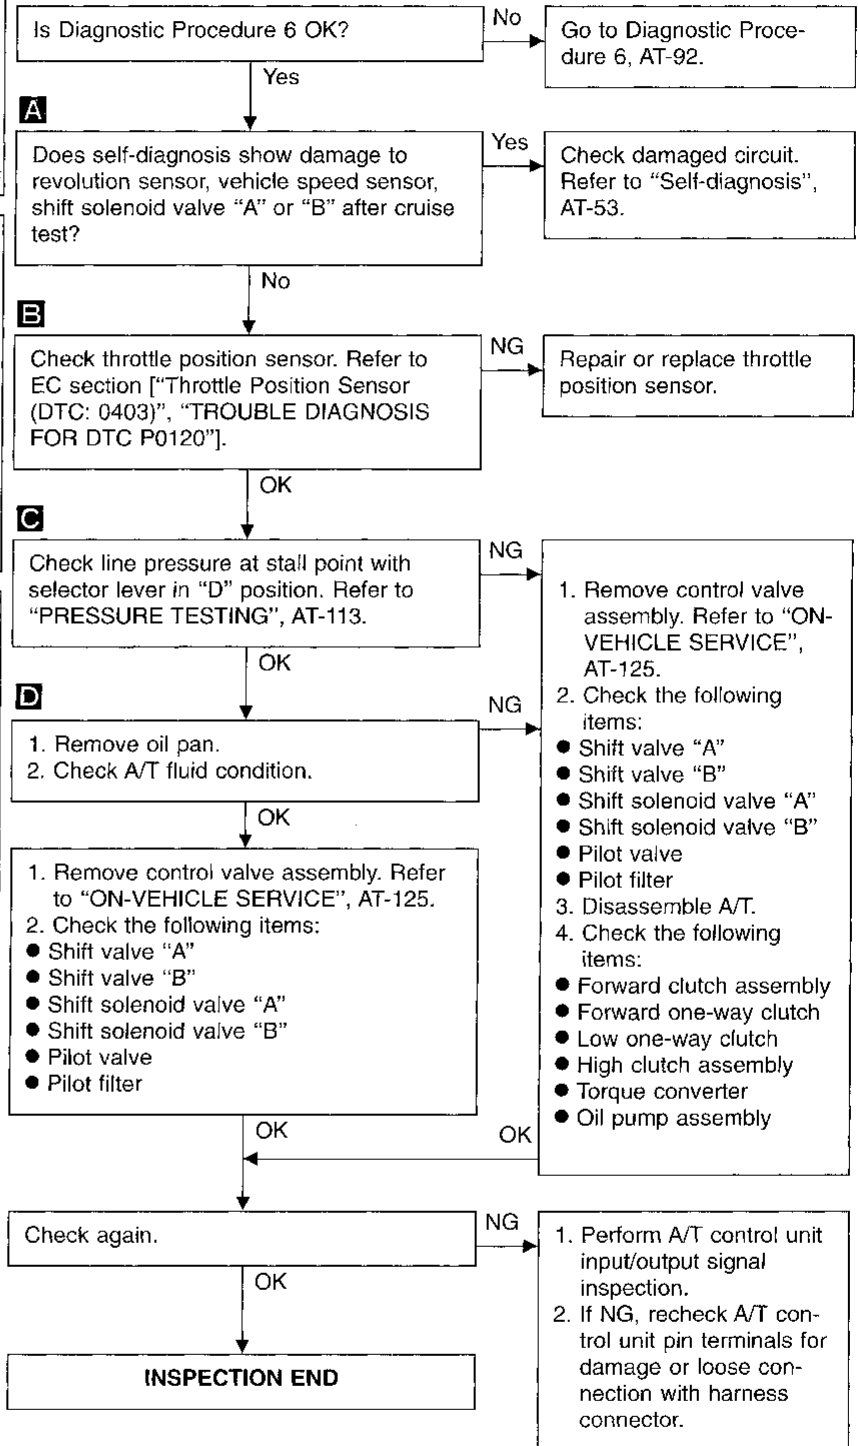 Is Diagnostic Procedure 6 OK?
No
Go to Diagnostic Proce-
dure 6, AT-92.
Yes
A
Does self-diagnosis show damage to
revolution sensor, vehicle speed sensor,
shift solenoid valve “A” or “B” after cruise
test?
Yes
Check damaged circuit.
Refer to “Self-diagnosis”,
AT-53.
No
B
Check throttle position sensor. Refer to
EC section [“Throttle Position Sensor
(DTC: 0403)”, “TROUBLE DIAGNOSIS
FOR DTC P0120”].
NG
Repair or replace throttle
position sensor.
OK
C
Check line pressure at stall point with
selector lever in “D” position. Refer to
“PRESSURE TESTING”, AT-113.
NG
OK
D
1. Remove oil pan.
2. Check A/T fluid condition.
NG
1. Remove control valve
assembly. Refer to “ON-
VEHICLE SERVICE”,
AT-125.
2. Check the following
items:
● Shift valve “A”
● Shift valve “B”
● Shift solenoid valve “A”
● Shift solenoid valve “B”
● Pilot valve
● Pilot filter
3. Disassemble A/T.
4. Check the following
items:
● Forward clutch assembly
● Forward one-way clutch
● Low one-way clutch
● High clutch assembly
● Torque converter
● Oil pump assembly
OK
1. Remove control valve assembly. Refer
to “ON-VEHICLE SERVICE”, AT-125.
2. Check the following items:
● Shift valve “A”
● Shift valve “B”
● Shift solenoid valve “A”
● Shift solenoid valve “B”
● Pilot valve
● Pilot filter
OK
OK
Check again.
NG
1. Perform A/T control unit
input/output signal
inspection.
2. If NG, recheck A/T con-
trol unit pin terminals for
damage or loose con-
nection with harness
connector.
OK
INSPECTION END